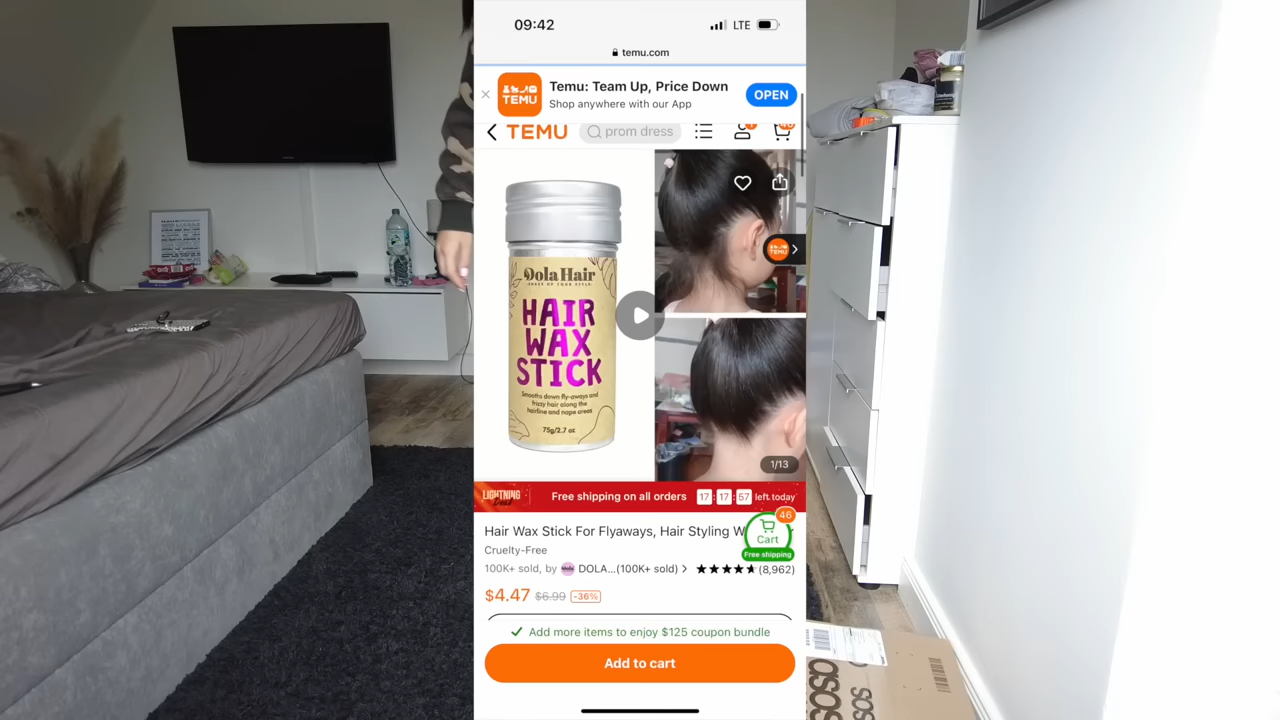 09:42
LTE
temu.com
TEMU
Temu: Team Up, Price Down
Shop anywhere with our App
OPEN
TEMU
prom dress
TEMU
Dola Hair
HAIR
WAX
STICK
Smooths down fly-aways and
frizzy hair along the
hairline and nape areas
75g/2.7 oz
1/13
LIGHTNING
Free shipping on all orders
17:17:57 left today
46
Cart
Free shipping
Hair Wax Stick For Flyaways, Hair Styling W
Cruelty-Free
100K+ sold, by DOLA...(100K+ sold) > (8,962)
$4.47 $6.99 -36%
Add more items to enjoy $125 coupon bundle
Add to cart
asos